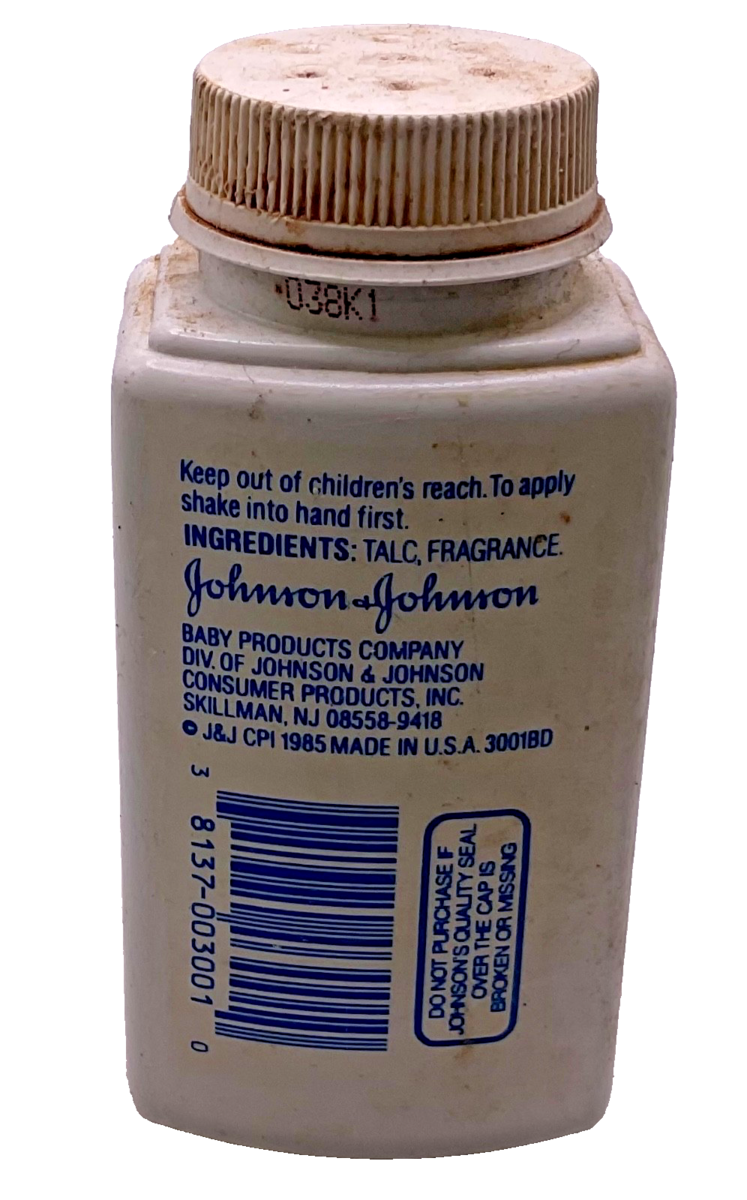 038K1
Keep out of children's reach. To apply
shake into hand first.
INGREDIENTS: TALC, FRAGRANCE.
Johnson & Johnson
BABY PRODUCTS COMPANY
DIV. OF JOHNSON & JOHNSON
CONSUMER PRODUCTS, INC.
SKILLMAN, NJ 08558-9418
© J&J CPI 1985 MADE IN U.S.A. 3001BD
3 8137-003001 0
DO NOT PURCHASE IF
JOHNSON'S QUALITY SEAL
OVER THE CAP IS
BROKEN OR MISSING